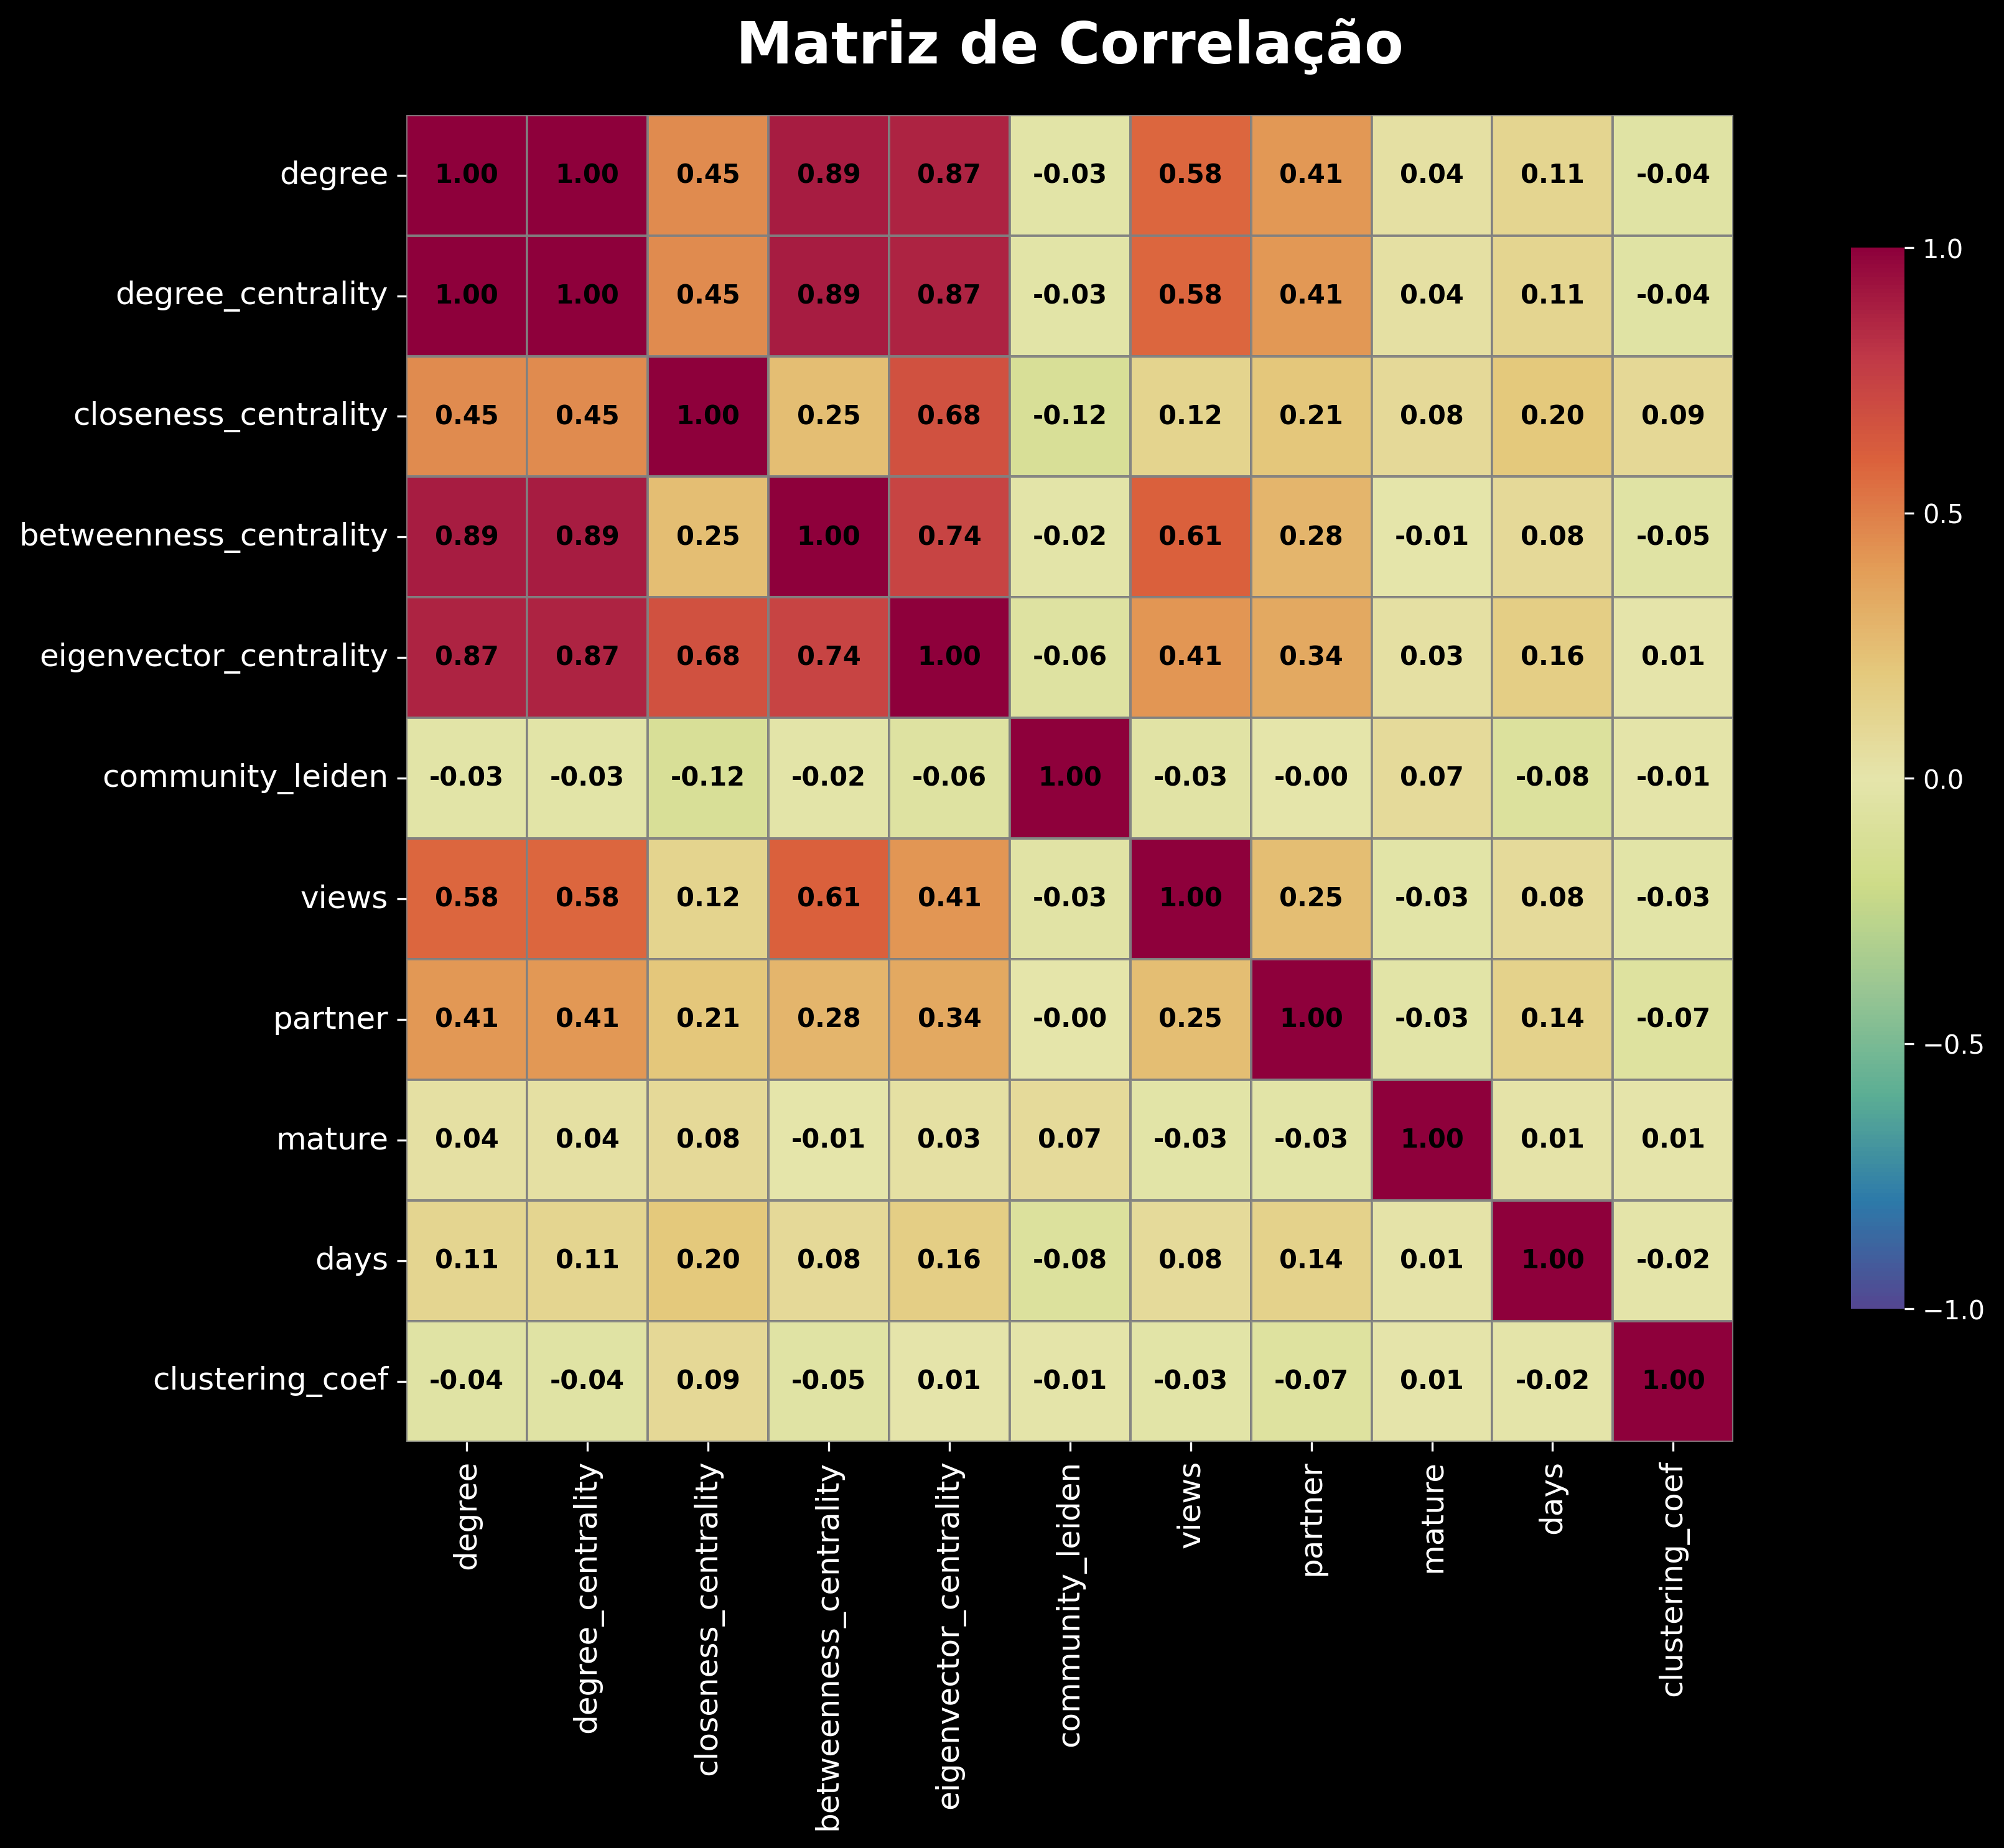 Matriz de Correlação
degree 1.00 1.00 0.45 0.89 0.87 -0.03 0.58 0.41 0.04 0.11 -0.04
degree_centrality 1.00 1.00 0.45 0.89 0.87 -0.03 0.58 0.41 0.04 0.11 -0.04
closeness_centrality 0.45 0.45 1.00 0.25 0.68 -0.12 0.12 0.21 0.08 0.20 0.09
betweenness_centrality 0.89 0.89 0.25 1.00 0.74 -0.02 0.61 0.28 -0.01 0.08 -0.05
eigenvector_centrality 0.87 0.87 0.68 0.74 1.00 -0.06 0.41 0.34 0.03 0.16 0.01
community_leiden -0.03 -0.03 -0.12 -0.02 -0.06 1.00 -0.03 -0.00 0.07 -0.08 -0.01
views 0.58 0.58 0.12 0.61 0.41 -0.03 1.00 0.25 -0.03 0.08 -0.03
partner 0.41 0.41 0.21 0.28 0.34 -0.00 0.25 1.00 -0.03 0.14 -0.07
mature 0.04 0.04 0.08 -0.01 0.03 0.07 -0.03 -0.03 1.00 0.01 0.01
days 0.11 0.11 0.20 0.08 0.16 -0.08 0.08 0.14 0.01 1.00 -0.02
clustering_coef -0.04 -0.04 0.09 -0.05 0.01 -0.01 -0.03 -0.07 0.01 -0.02 1.00
degree
degree_centrality
closeness_centrality
betweenness_centrality
eigenvector_centrality
community_leiden
views
partner
mature
days
clustering_coef
1.0
0.5
0.0
−0.5
−1.0